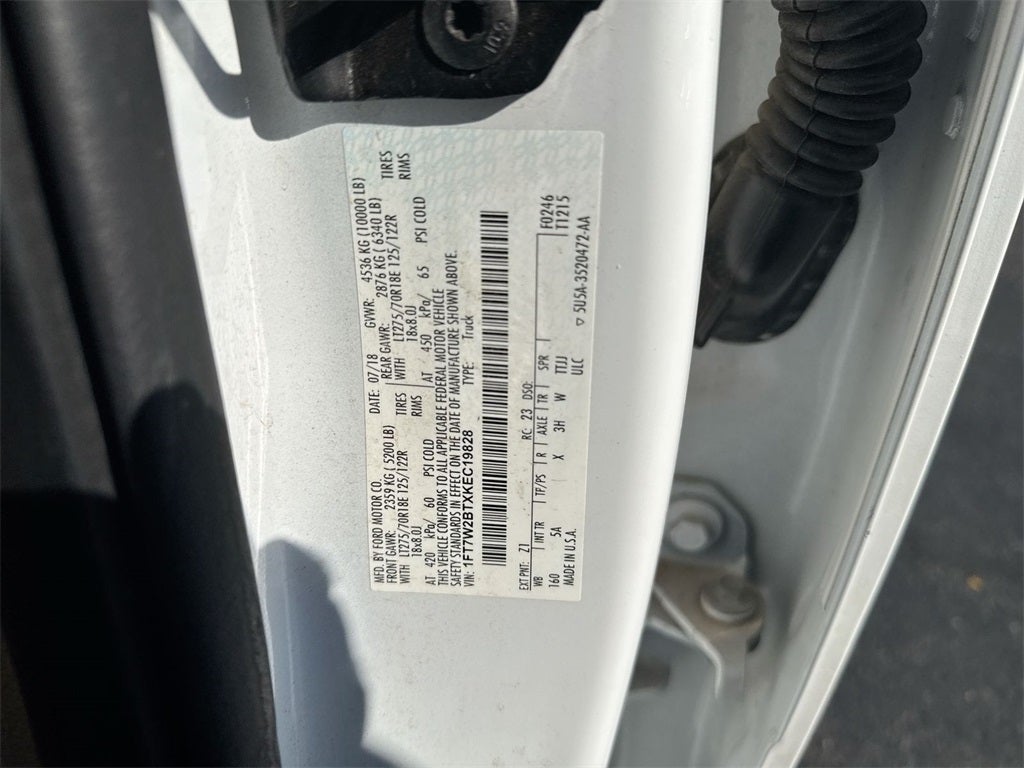 MFD. BY FORD MOTOR CO. DATE: 07/18 GVWR: 4536 KG (10000 LB)
FRONT GAWR: 2359 KG ( 5200 LB) REAR GAWR: 2876 KG ( 6340 LB)
WITH LT275/70R18E 125/122R TIRES WITH LT275/70R18E 125/122R TIRES
18x8.0J RIMS 18x8.0J RIMS
AT 420 kPa/ 60 PSI COLD AT 450 kPa/ 65 PSI COLD
THIS VEHICLE CONFORMS TO ALL APPLICABLE FEDERAL MOTOR VEHICLE
SAFETY STANDARDS IN EFFECT ON THE DATE OF MANUFACTURE SHOWN ABOVE.
VIN: 1FT7W2BTXKEC19828 TYPE: Truck
EXT PNT: Z1 RC: 23 DSO: F0246
WB INT TR TP/PS R AXLE TR SPR T1215
160 5A X 3H W TIJJ
MADE IN U.S.A. ULC ▽ 5U5A-3520472-AA